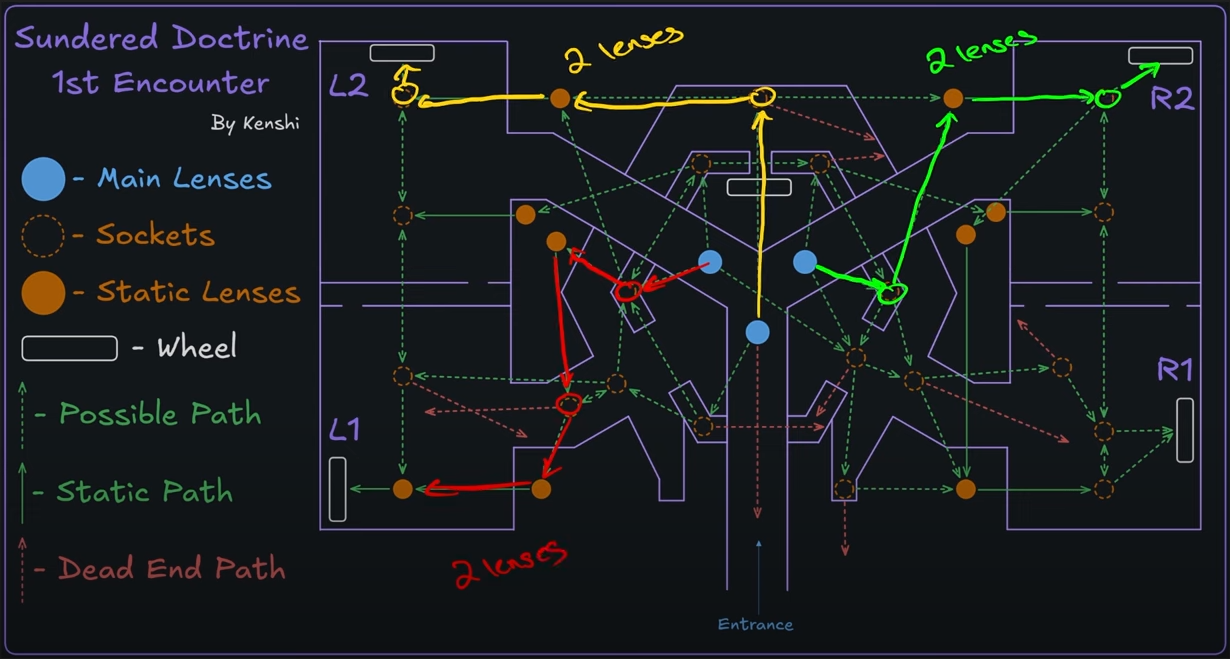 Sundered Doctrine
1st Encounter
By Kenshi
- Main Lenses
- Sockets
- Static Lenses
- Wheel
- Possible Path
- Static Path
- Dead End Path
2 lenses
2 lenses
L2
R2
L1
R1
2 lenses
Entrance